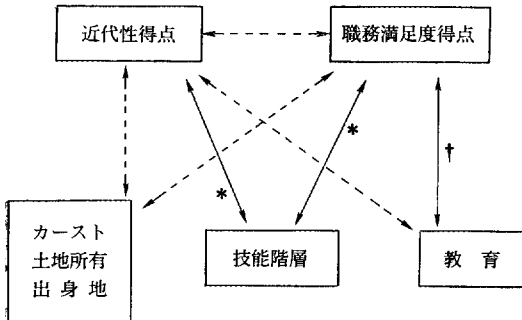 近代性得点
職務満足度得点
*
†
*
カースト
土地所有
出身地
技能階層
教育